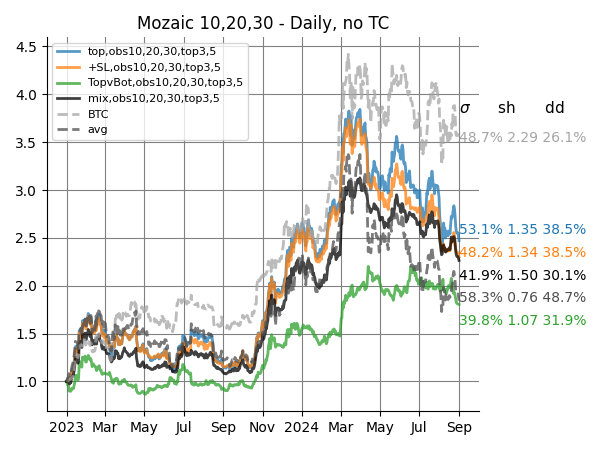 Mozaic 10,20,30 - Daily, no TC
top,obs10,20,30,top3,5
+SL,obs10,20,30,top3,5
TopvBot,obs10,20,30,top3,5
mix,obs10,20,30,top3,5
BTC
avg
4.5
4.0
3.5
3.0
2.5
2.0
1.5
1.0
σ sh dd
48.7% 2.29 26.1%
53.1% 1.35 38.5%
48.2% 1.34 38.5%
41.9% 1.50 30.1%
58.3% 0.76 48.7%
39.8% 1.07 31.9%
2023 Mar May Jul Sep Nov 2024 Mar May Jul Sep